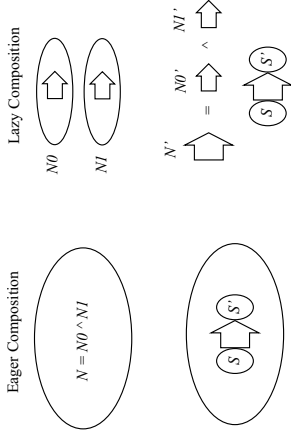 Eager Composition
N = N0 ^ N1
S S'
Lazy Composition
N0
N1
N' = N0' ^ N1'
S S'